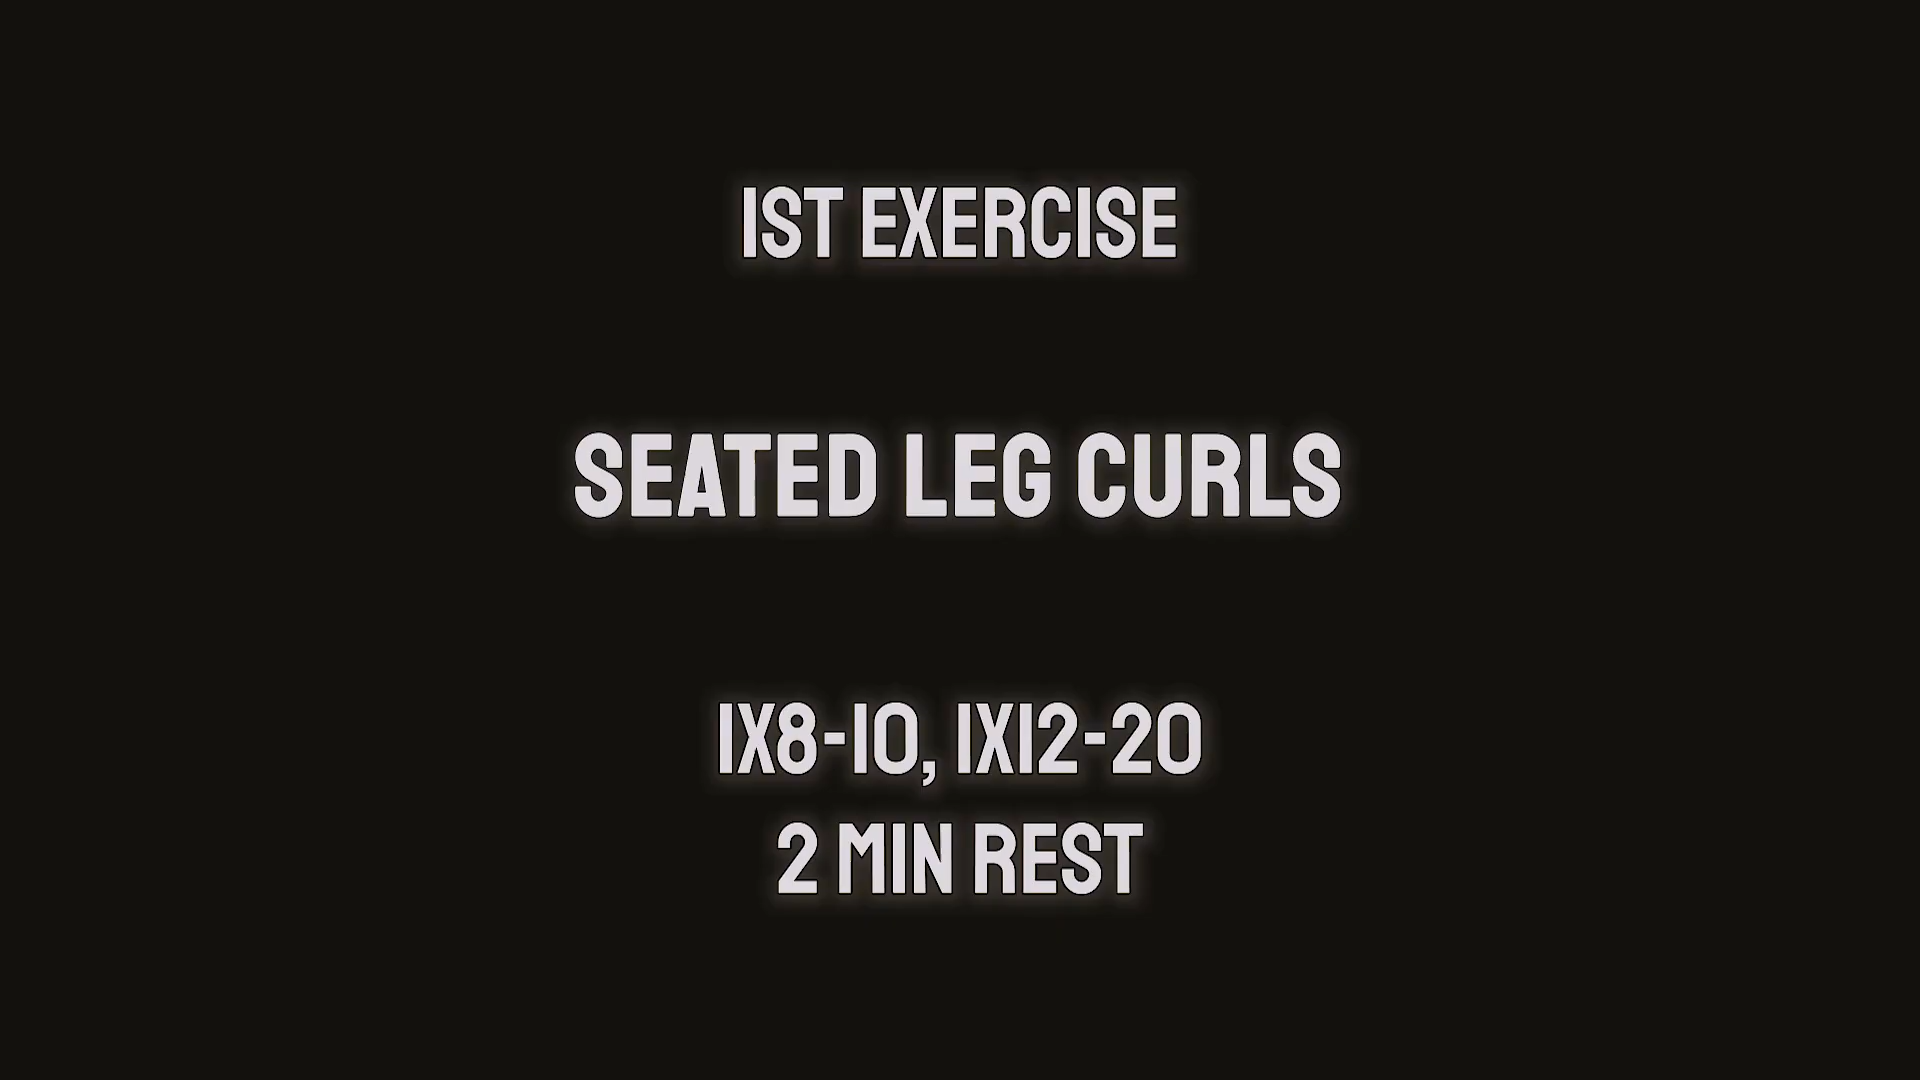 1ST EXERCISE
SEATED LEG CURLS
1X8-10, 1X12-20
2 MIN REST